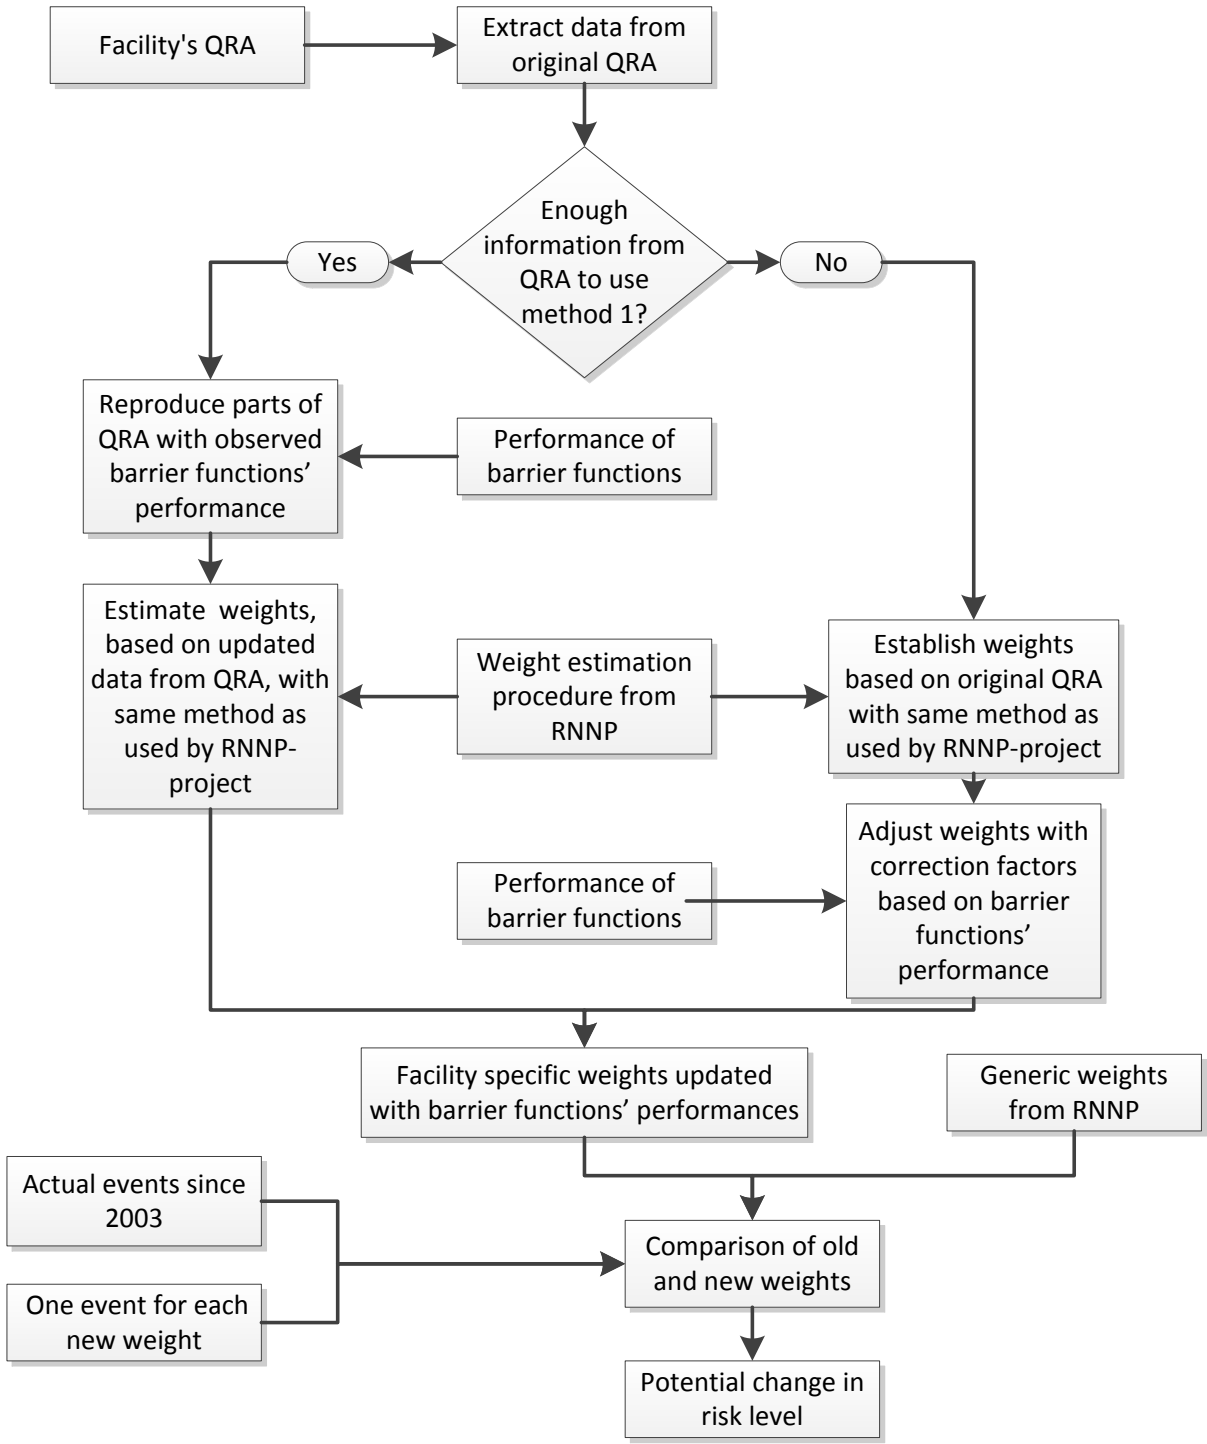 Facility's QRA
Extract data from
original QRA
Enough
information from
QRA to use
method 1?
Yes
No
Reproduce parts of
QRA with observed
barrier functions’
performance
Performance of
barrier functions
Estimate weights,
based on updated
data from QRA, with
same method as
used by RNNP-
project
Weight estimation
procedure from
RNNP
Establish weights
based on original QRA
with same method as
used by RNNP-project
Adjust weights with
correction factors
based on barrier
functions’
performance
Performance of
barrier functions
Facility specific weights updated
with barrier functions’ performances
Generic weights
from RNNP
Actual events since
2003
Comparison of old
and new weights
One event for each
new weight
Potential change in
risk level